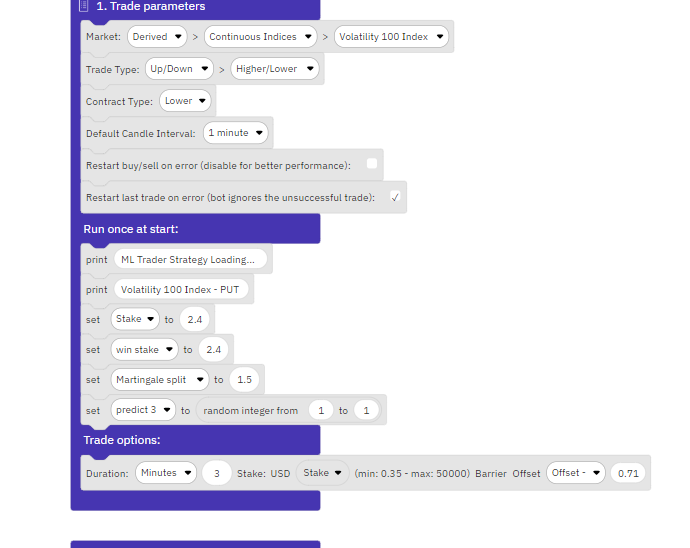 1. Trade parameters
Market: Derived > Continuous Indices > Volatility 100 Index
Trade Type: Up/Down > Higher/Lower
Contract Type: Lower
Default Candle Interval: 1 minute
Restart buy/sell on error (disable for better performance):
Restart last trade on error (bot ignores the unsuccessful trade): ✓
Run once at start:
print ML Trader Strategy Loading...
print Volatility 100 Index - PUT
set Stake to 2.4
set win stake to 2.4
set Martingale split to 1.5
set predict 3 to random integer from 1 to 1
Trade options:
Duration: Minutes 3 Stake: USD Stake (min: 0.35 - max: 50000) Barrier Offset Offset - 0.71